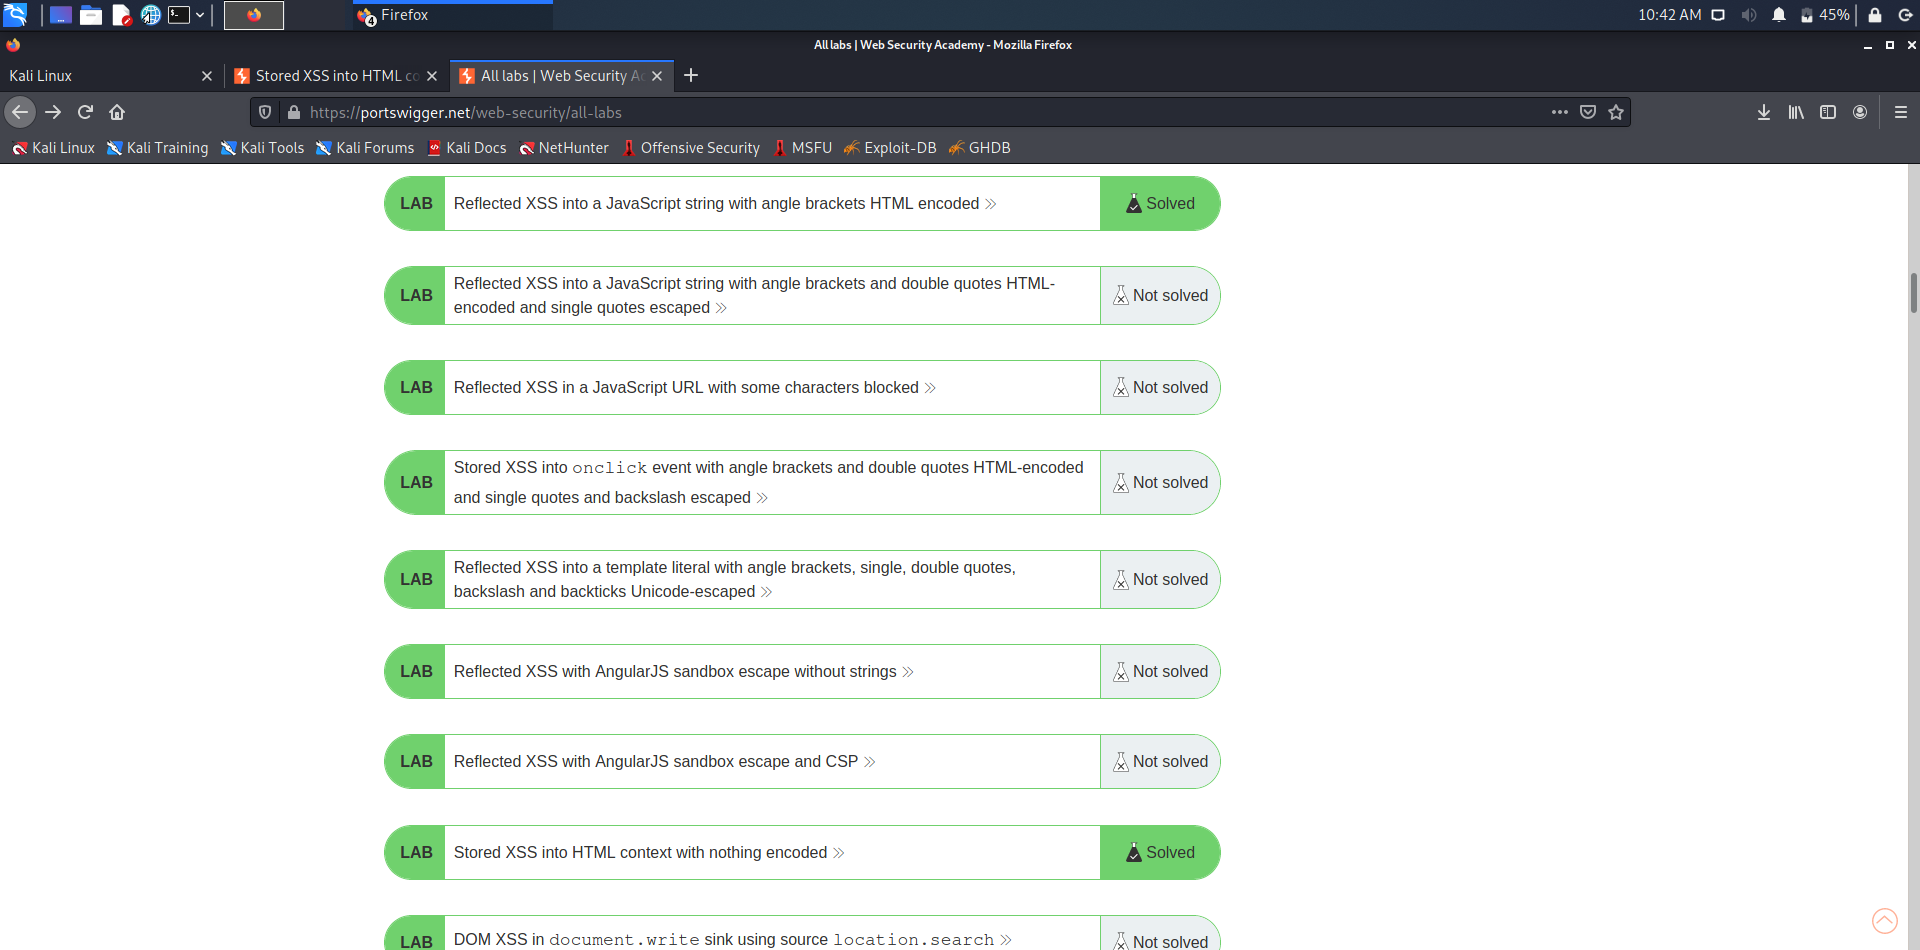 4 Firefox 10:42 AM 45%
All labs | Web Security Academy - Mozilla Firefox
Kali Linux Stored XSS into HTML co All labs | Web Security A
https://portswigger.net/web-security/all-labs
Kali Linux Kali Training Kali Tools Kali Forums Kali Docs NetHunter Offensive Security MSFU Exploit-DB GHDB
LAB Reflected XSS into a JavaScript string with angle brackets HTML encoded Solved
LAB Reflected XSS into a JavaScript string with angle brackets and double quotes HTML-
encoded and single quotes escaped Not solved
LAB Reflected XSS in a JavaScript URL with some characters blocked Not solved
LAB Stored XSS into onclick event with angle brackets and double quotes HTML-encoded
and single quotes and backslash escaped Not solved
LAB Reflected XSS into a template literal with angle brackets, single, double quotes,
backslash and backticks Unicode-escaped Not solved
LAB Reflected XSS with AngularJS sandbox escape without strings Not solved
LAB Reflected XSS with AngularJS sandbox escape and CSP Not solved
LAB Stored XSS into HTML context with nothing encoded Solved
LAB DOM XSS in document.write sink using source location.search Not solved